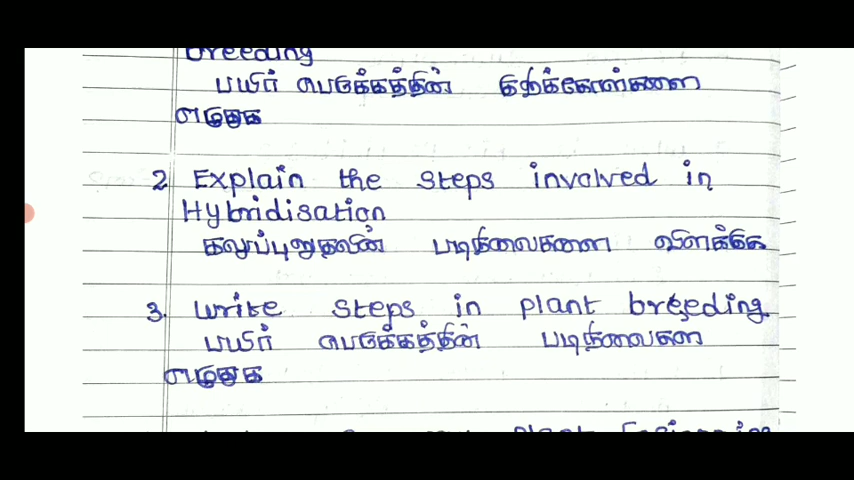 breeding
பயிர் பெருக்கத்தின் குறிக்கோள்களை
எழுதுக
2 Explain the steps involved in
Hybridisation
கலப்புறுதலின் படிநிலைகளை விளக்கு
3. Write steps in plant breeding
பயிர் பெருக்கத்தின் படிநிலைகள
எழுதுக